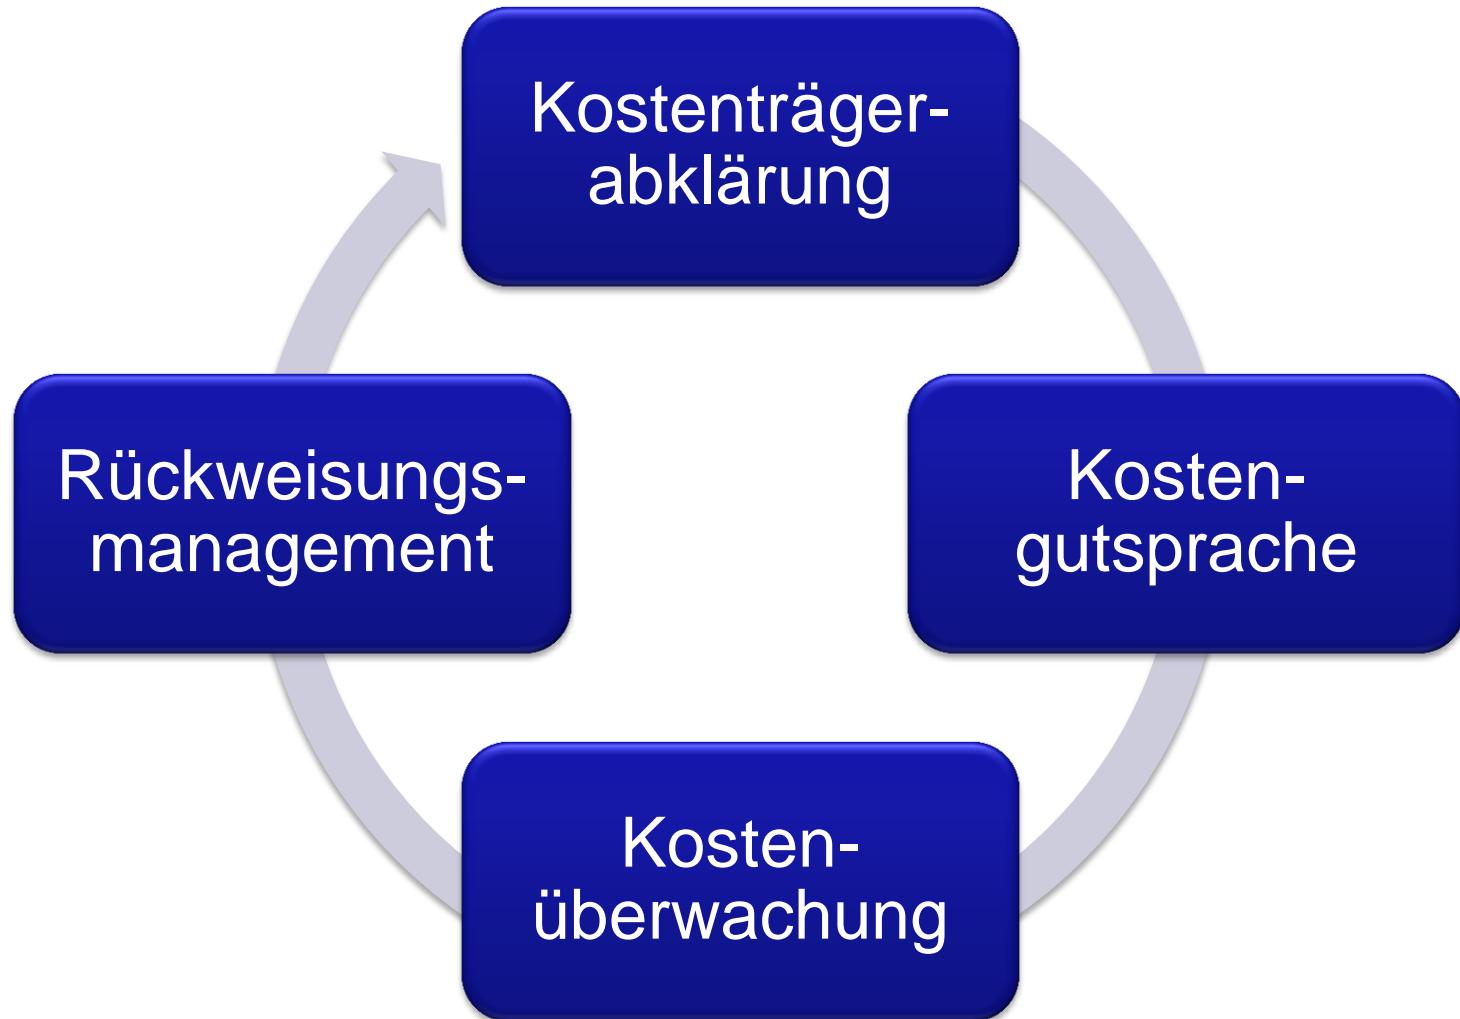 Kostenträger-
abklärung
Kosten-
gutsprache
Kosten-
überwachung
Rückweisungs-
management